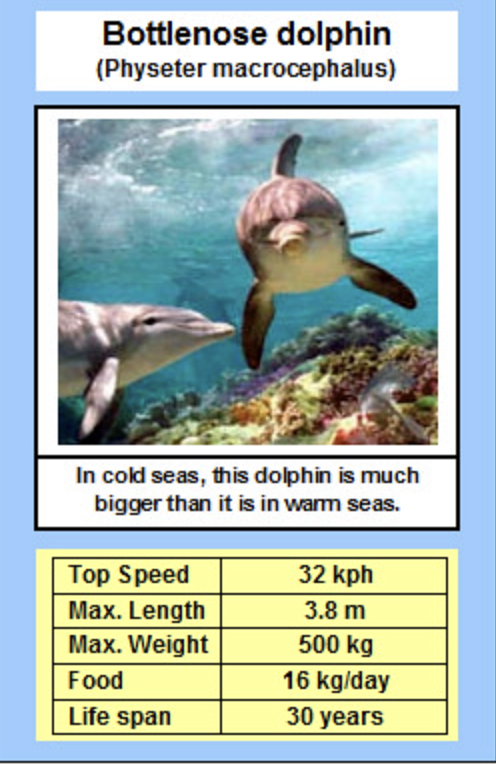 Bottlenose dolphin
(Physeter macrocephalus)
In cold seas, this dolphin is much
bigger than it is in warm seas.
Top Speed 32 kph
Max. Length 3.8 m
Max. Weight 500 kg
Food 16 kg/day
Life span 30 years